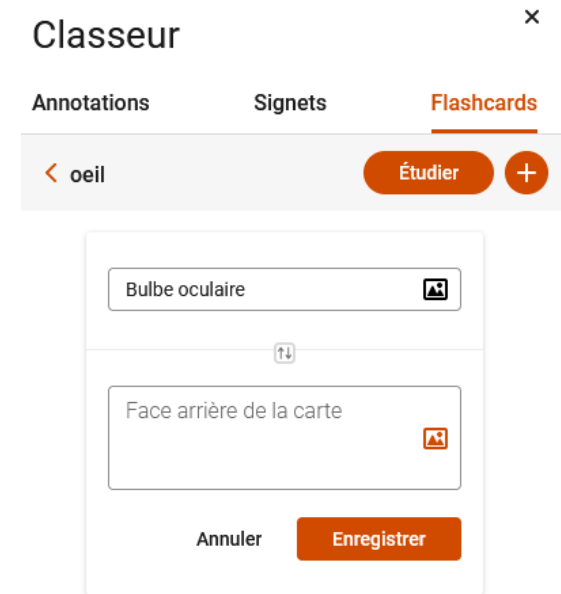 Classeur
Annotations Signets Flashcards
oeil Étudier
Bulbe oculaire
Face arrière de la carte
Annuler Enregistrer